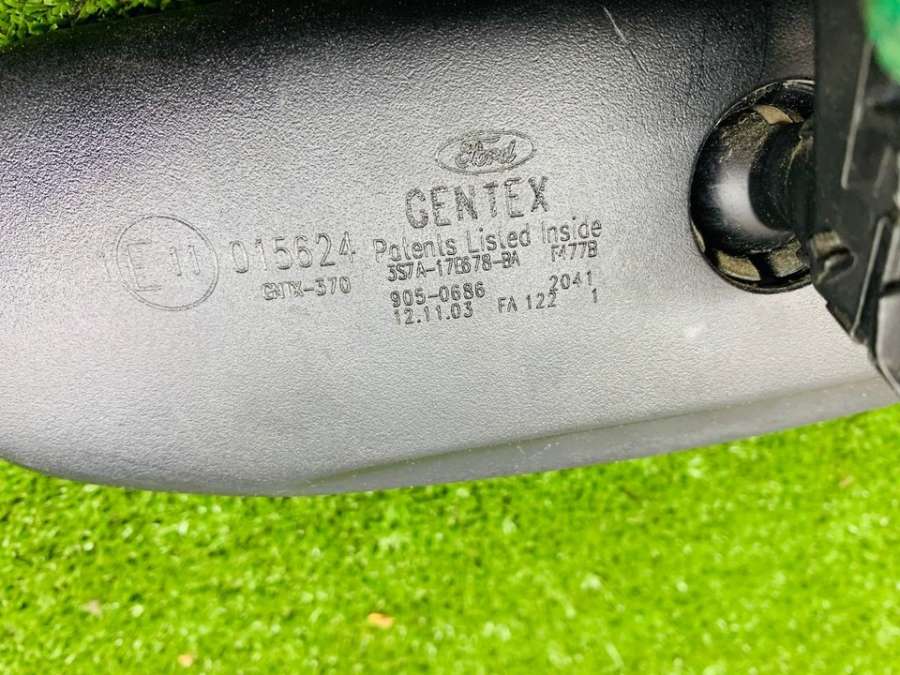 Ford
GENTEX
E11 015624 Patents Listed Inside
GNTX-370 3S7A-17E678-BA F477B
905-0686 2041
12.11.03 FA 122 1